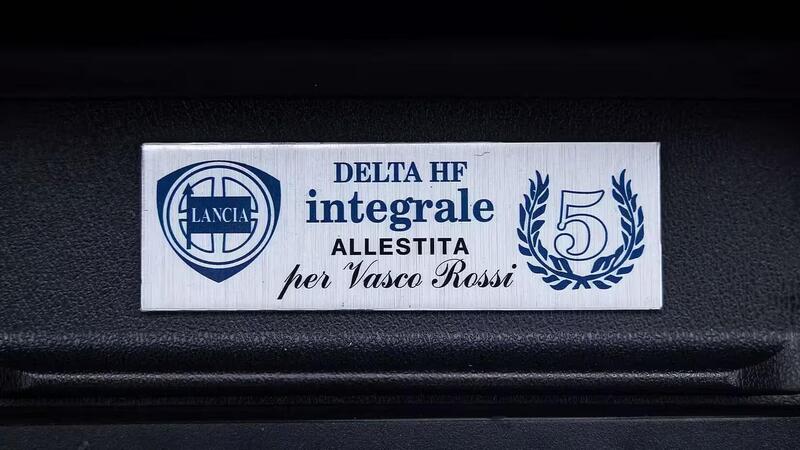 LANCIA
DELTA HF
integrale
ALLESTITA
per Vasco Rossi
5